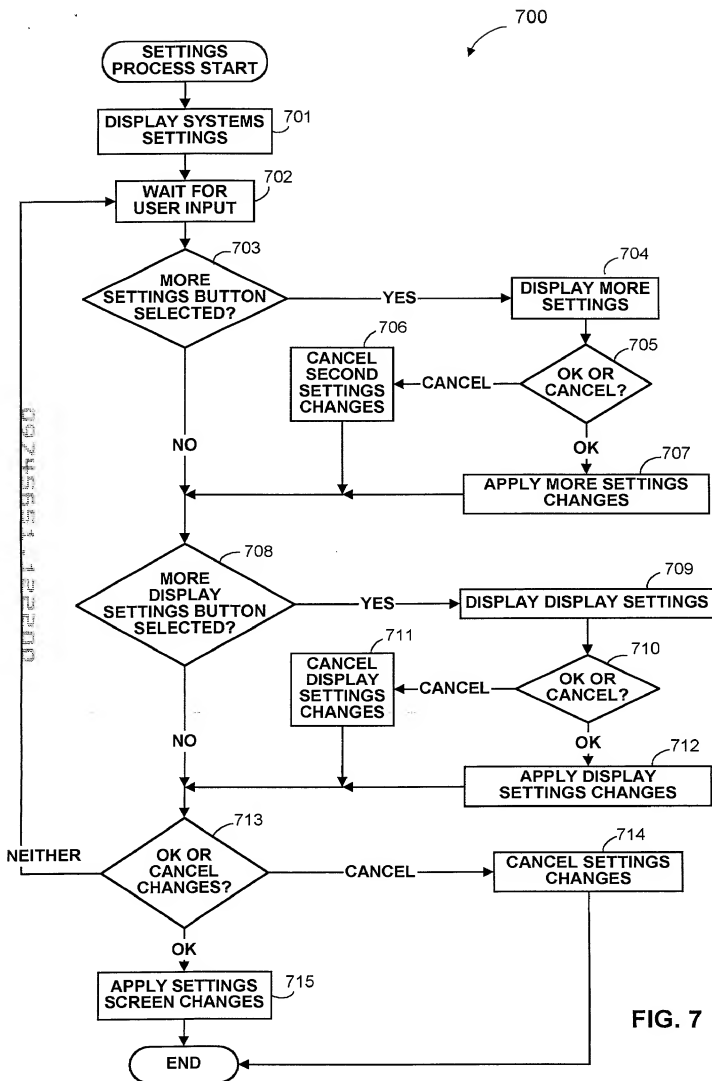 700
SETTINGS
PROCESS START
DISPLAY SYSTEMS
SETTINGS
701
WAIT FOR
USER INPUT
702
703
MORE
SETTINGS BUTTON
SELECTED?
YES
704
DISPLAY MORE
SETTINGS
705
OK OR
CANCEL?
CANCEL
706
CANCEL
SECOND
SETTINGS
CHANGES
OK
707
APPLY MORE SETTINGS
CHANGES
NO
708
MORE
DISPLAY
SETTINGS BUTTON
SELECTED?
YES
709
DISPLAY DISPLAY SETTINGS
710
OK OR
CANCEL?
CANCEL
711
CANCEL
DISPLAY
SETTINGS
CHANGES
OK
712
APPLY DISPLAY
SETTINGS CHANGES
NO
713
OK OR
CANCEL
CHANGES?
NEITHER
CANCEL
714
CANCEL SETTINGS
CHANGES
OK
APPLY SETTINGS
SCREEN CHANGES
715
END
FIG. 7